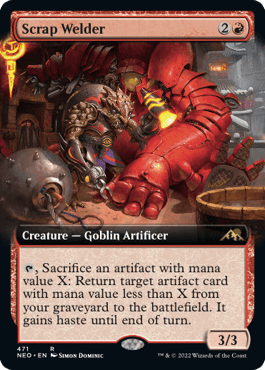 Scrap Welder 2
Creature — Goblin Artificer
, Sacrifice an artifact with mana
value X: Return target artifact card
with mana value less than X from
your graveyard to the battlefield. It
gains haste until end of turn.
3/3
471 R
NEO • EN SIMON DOMINIC ™ & © 2022 Wizards of the Coast